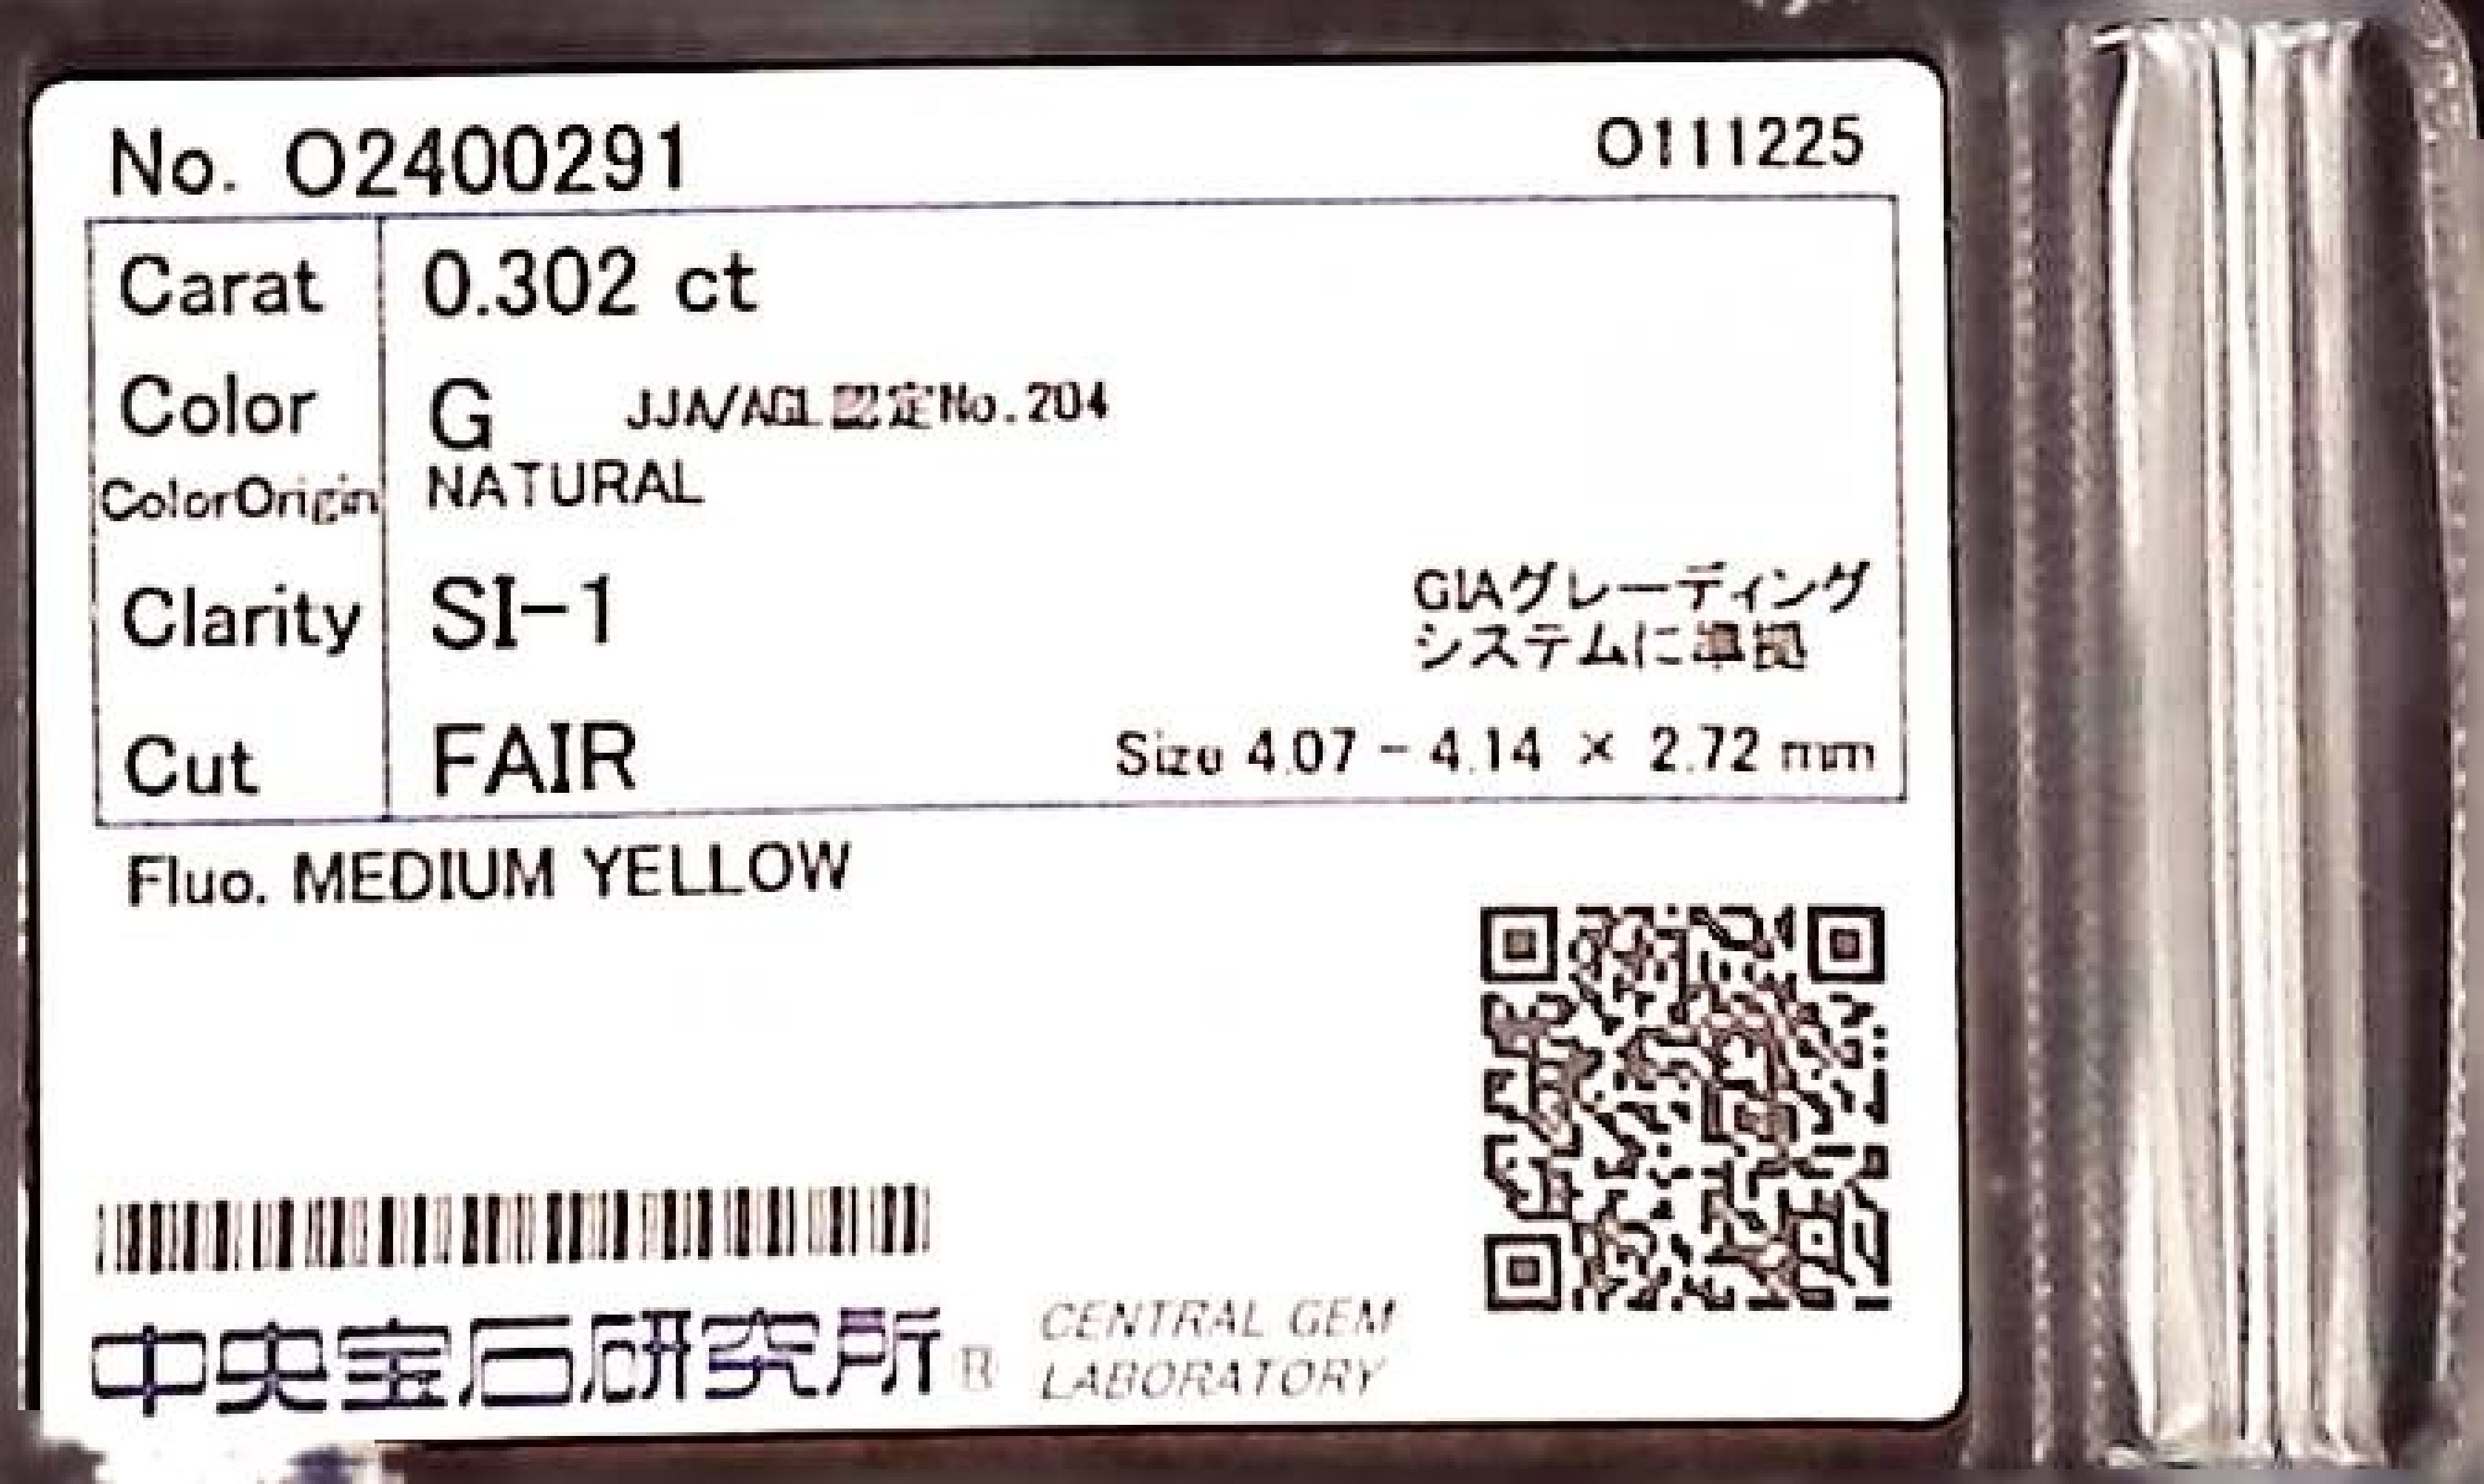 No. O2400291
O111225
Carat 0.302 ct
Color G JJA/AGL認定No.204
ColorOrigin NATURAL
Clarity SI-1
GIAグレーディング
システムに準拠
Cut FAIR Size 4.07 - 4.14 × 2.72 mm
Fluo. MEDIUM YELLOW
中央宝石研究所® CENTRAL GEM
LABORATORY